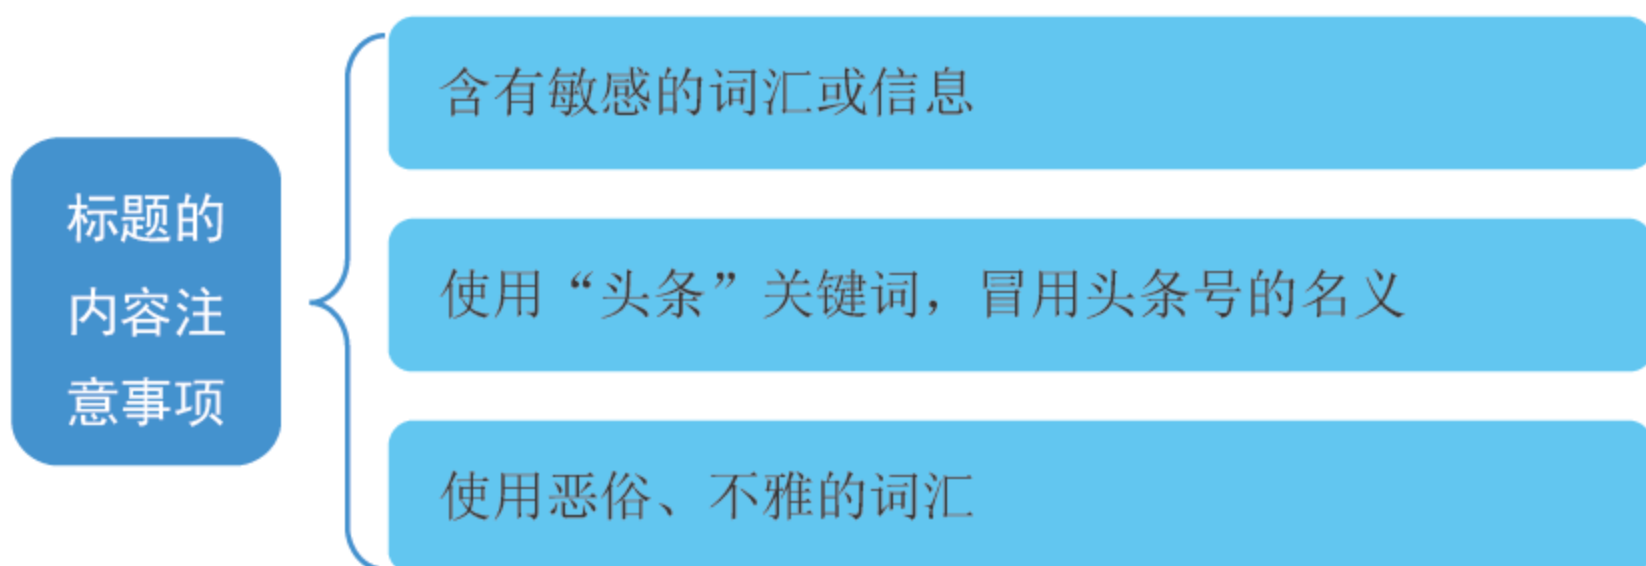 标题的
内容注
意事项
含有敏感的词汇或信息
使用“头条”关键词，冒用头条号的名义
使用恶俗、不雅的词汇